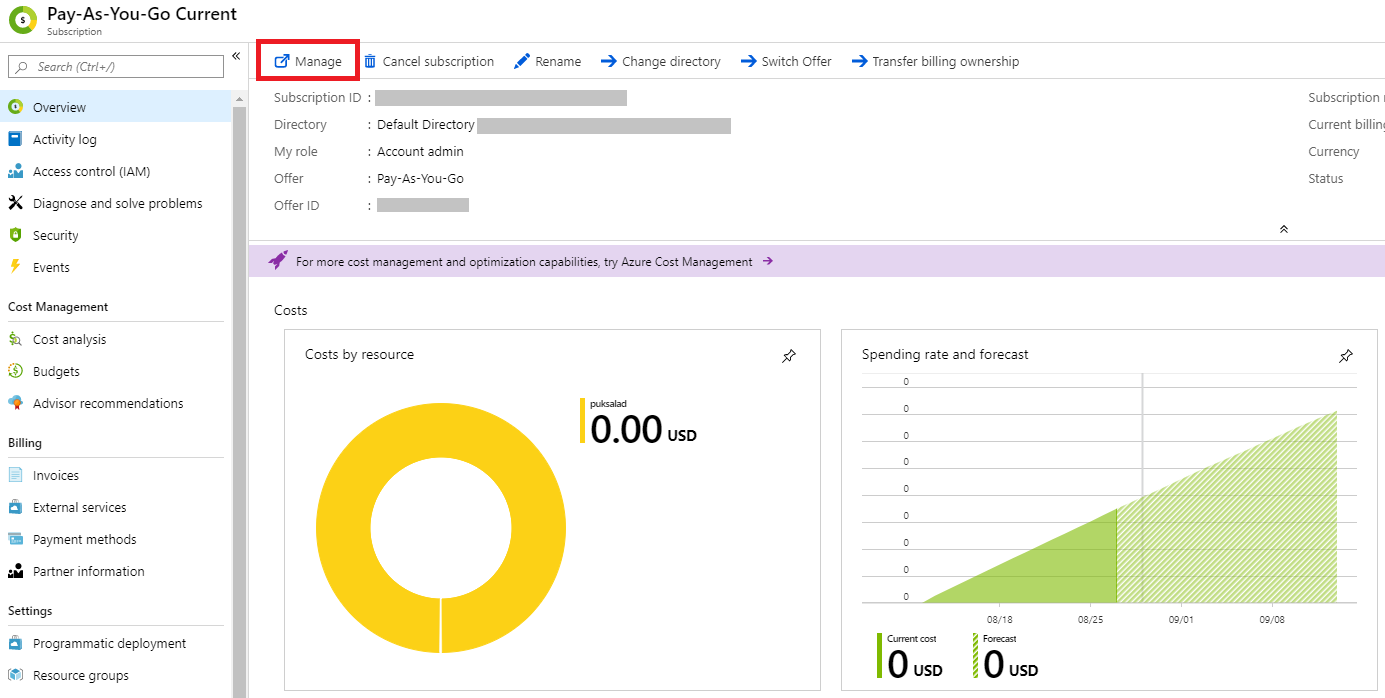 Pay-As-You-Go Current
Subscription
Search (Ctrl+/)
«
Overview
Activity log
Access control (IAM)
Diagnose and solve problems
Security
Events
Cost Management
Cost analysis
Budgets
Advisor recommendations
Billing
Invoices
External services
Payment methods
Partner information
Settings
Programmatic deployment
Resource groups
Manage Cancel subscription Rename Change directory Switch Offer Transfer billing ownership
Subscription ID :
Directory : Default Directory
My role : Account admin
Offer : Pay-As-You-Go
Offer ID :
Subscription
Current billing
Currency
Status
For more cost management and optimization capabilities, try Azure Cost Management
Costs
Costs by resource
puksalad
0.00 USD
Spending rate and forecast
0
0
0
0
0
0
0
0
0
08/18 08/25 09/01 09/08
Current cost
0 USD
Forecast
0 USD